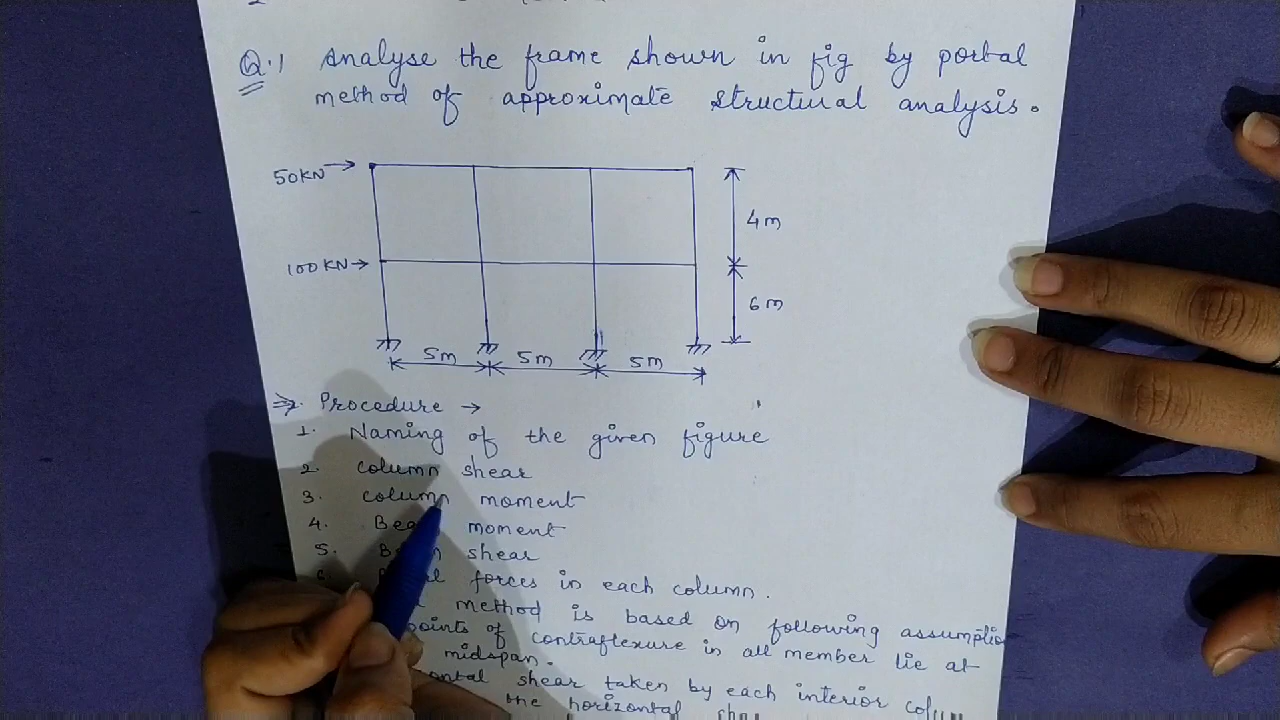 Q.1 Analyse the frame shown in fig by portal
method of approximate structural analysis.
50KN
4m
100KN
6m
5m 5m 5m
Procedure →
1. Naming of the given figure
2. column shear
3. column moment
4. moment
5. shear
forces in each column.
method is based on following
points of contraflexure in all member lie at
midspan.
shear taken by each interior
the horizontal